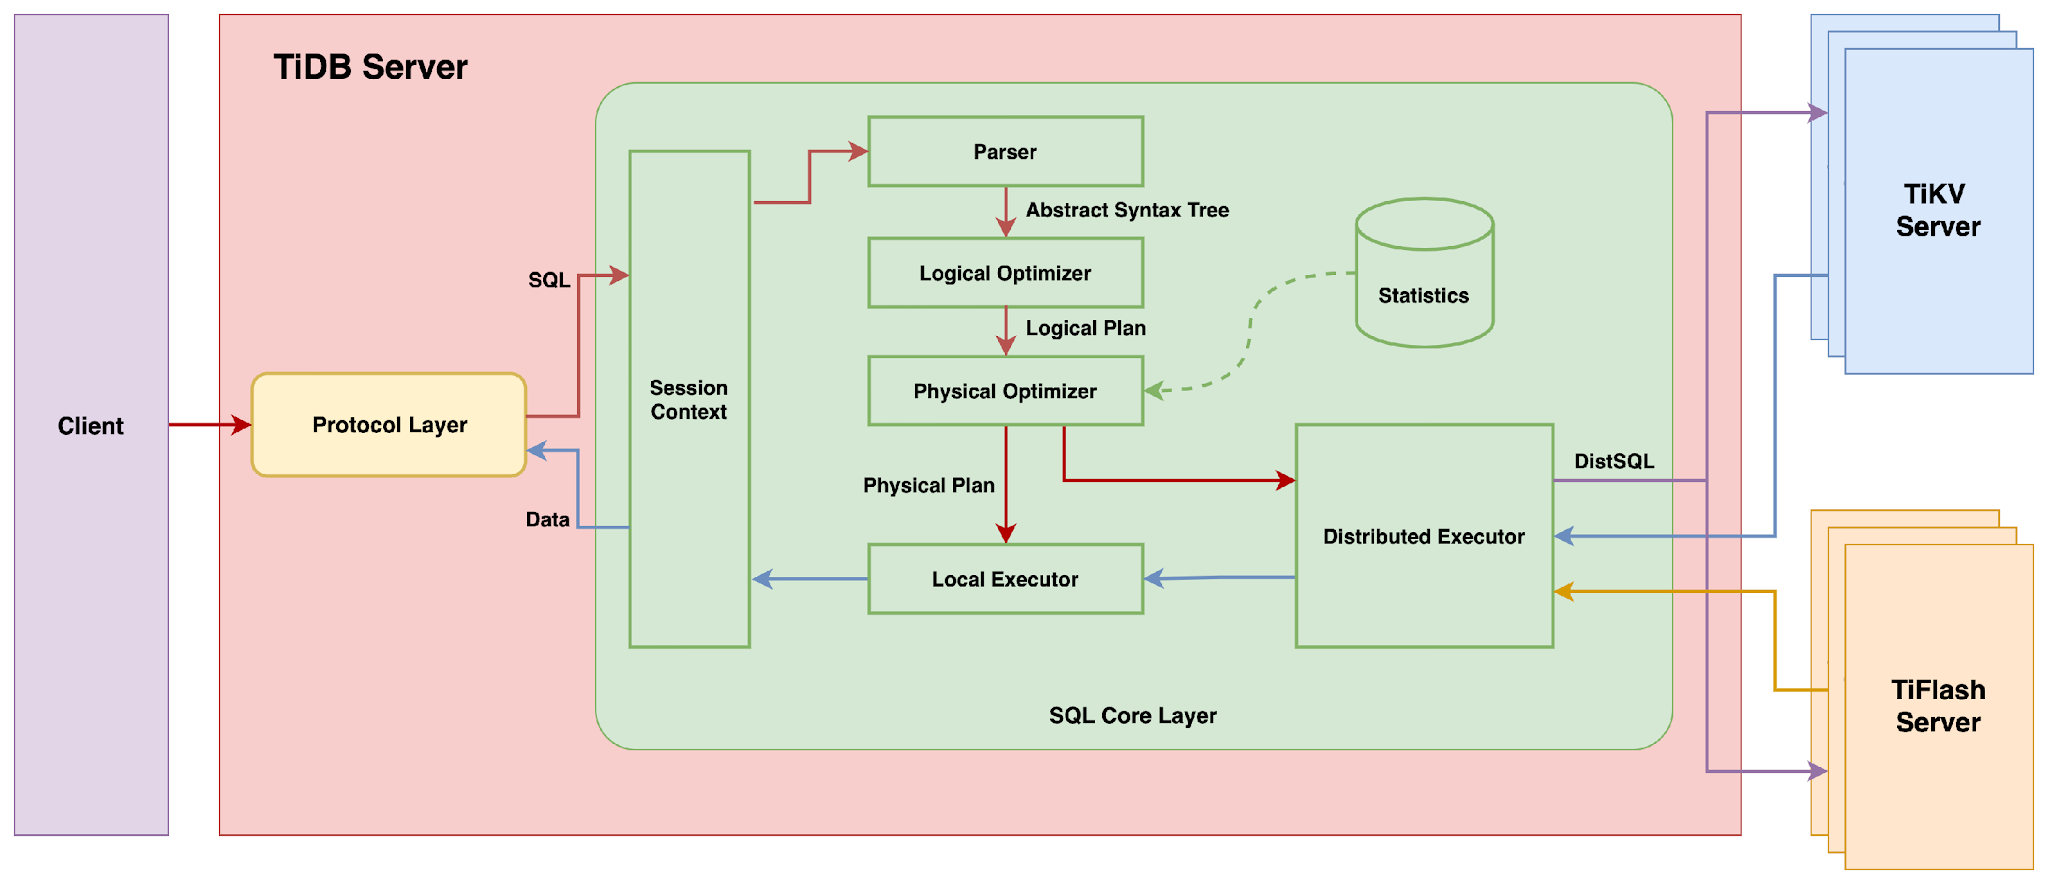 TiDB Server
Client
Protocol Layer
SQL
Data
Session
Context
Parser
Abstract Syntax Tree
Logical Optimizer
Logical Plan
Physical Optimizer
Physical Plan
Local Executor
Statistics
Distributed Executor
DistSQL
SQL Core Layer
TiKV
Server
TiFlash
Server